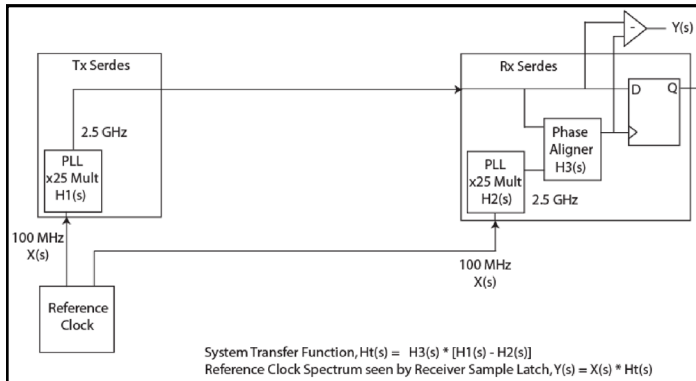 Y(s)
Tx Serdes
Rx Serdes
D
Q
2.5 GHz
Phase
Aligner
H3(s)
PLL
x25 Mult
H1(s)
PLL
x25 Mult
H2(s)
2.5 GHz
100 MHz
X(s)
100 MHz
X(s)
Reference
Clock
System Transfer Function, Ht(s) = H3(s) * [H1(s) - H2(s)]
Reference Clock Spectrum seen by Receiver Sample Latch, Y(s) = X(s) * Ht(s)